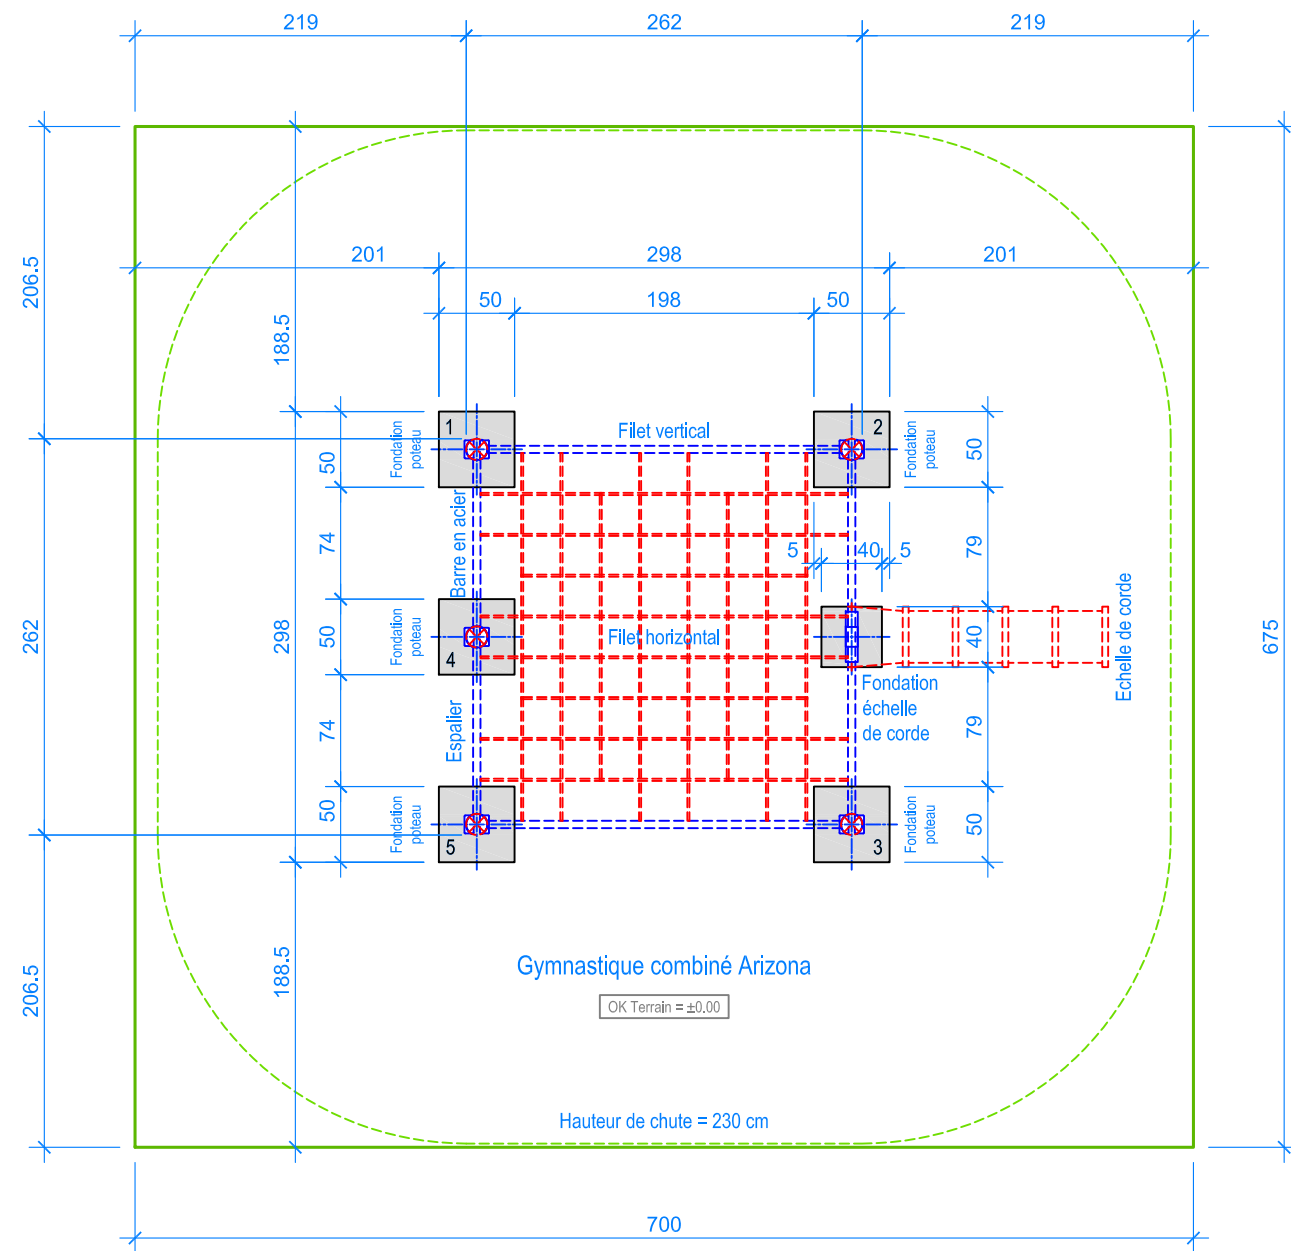 219
262
219
201
298
201
50
198
50
206.5
262
206.5
188.5
298
188.5
50
74
50
74
50
Fondation
poteau
1
Filet vertical
2
Fondation
poteau
50
79
40
79
50
Barre en acier
5
40
5
Fondation
poteau
4
Filet horizontal
Echelle de corde
675
Espalier
Fondation
échelle
de corde
Fondation
poteau
5
3
Fondation
poteau
Gymnastique combiné Arizona
OK Terrain = ±0.00
Hauteur de chute = 230 cm
700